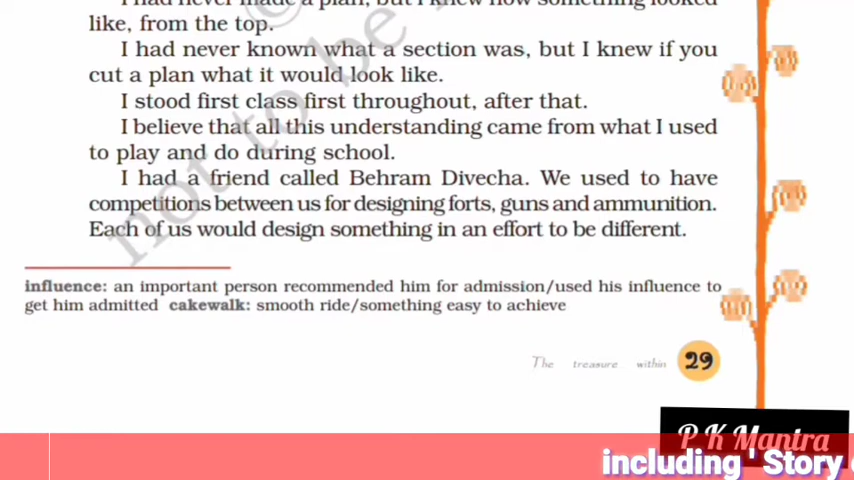 I had never made a plan, but I knew how something looked
like, from the top.
I had never known what a section was, but I knew if you
cut a plan what it would look like.
I stood first class first throughout, after that.
I believe that all this understanding came from what I used
to play and do during school.
I had a friend called Behram Divecha. We used to have
competitions between us for designing forts, guns and ammunition.
Each of us would design something in an effort to be different.
influence: an important person recommended him for admission/used his influence to
get him admitted cakewalk: smooth ride/something easy to achieve
The treasure within 29
P K Mantra
including ' Story
not to be
©